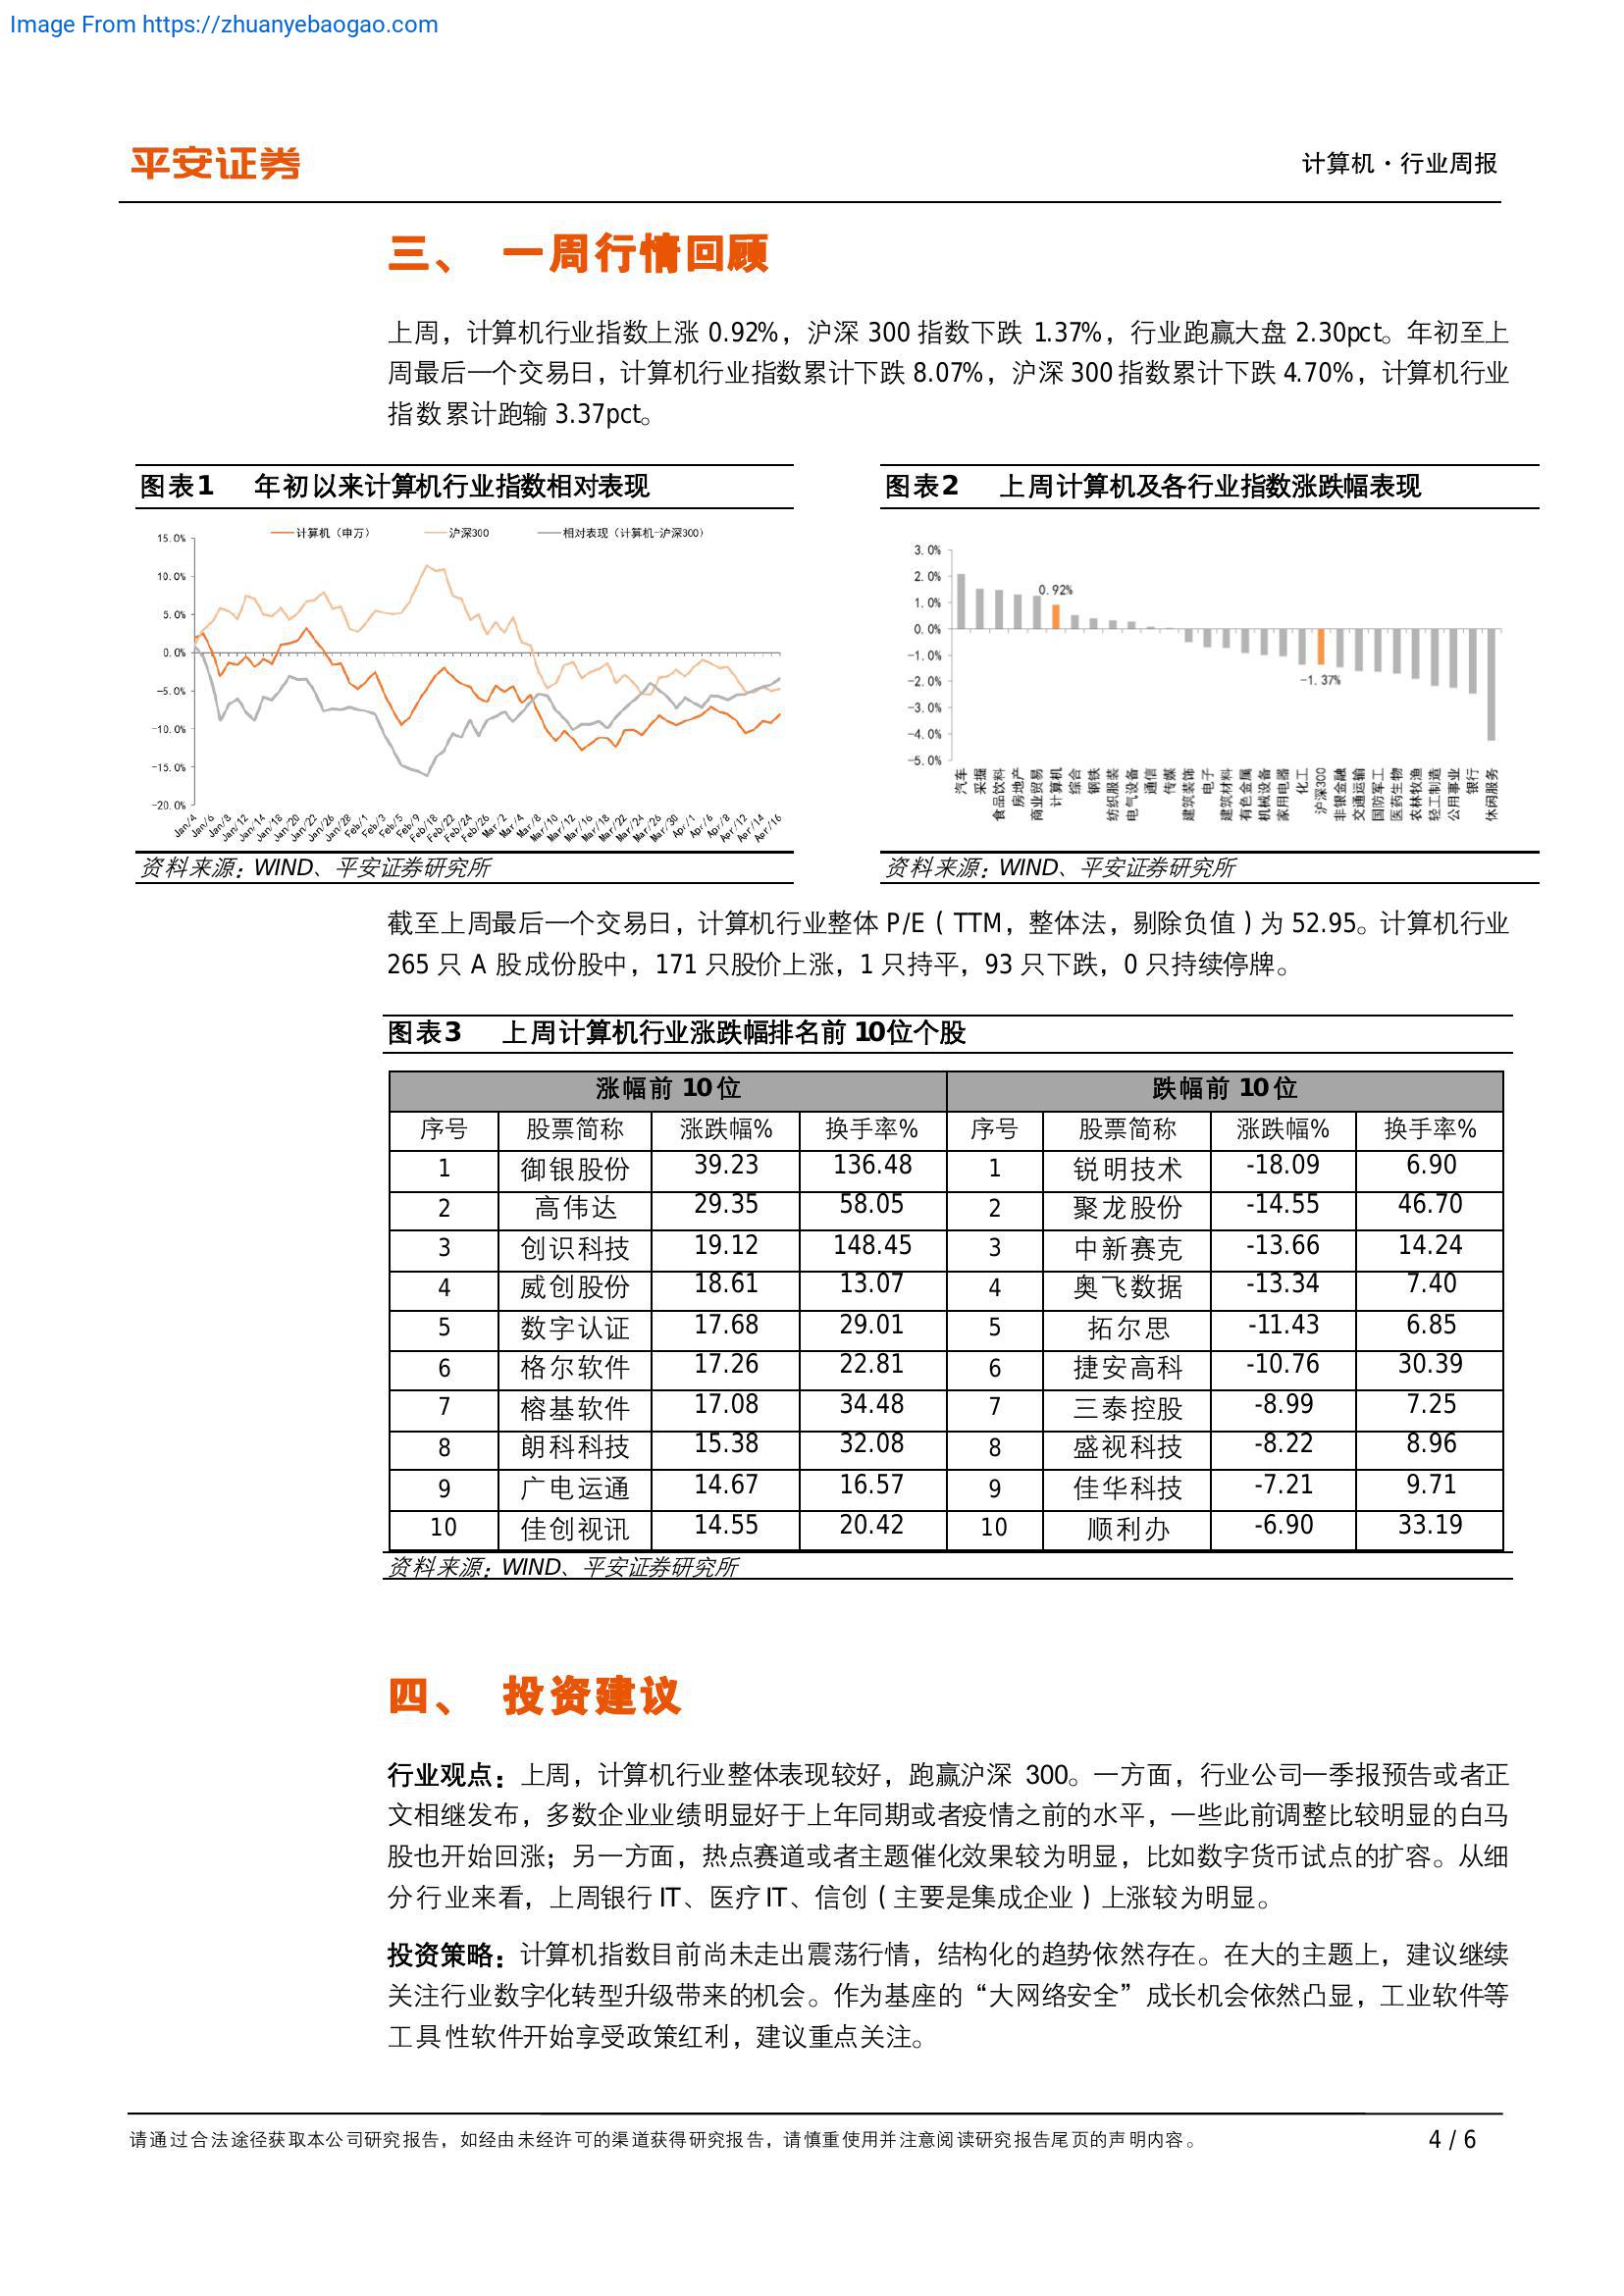 Image From https://zhuanyebaogao.com
平安证券
计算机·行业周报
三、 一周行情回顾
上周，计算机行业指数上涨 0.92%，沪深 300 指数下跌 1.37%，行业跑赢大盘 2.30pct。年初至上
周最后一个交易日，计算机行业指数累计下跌 8.07%，沪深 300 指数累计下跌 4.70%，计算机行业
指数累计跑输 3.37pct。
图表1 年初以来计算机行业指数相对表现
计算机（申万） 沪深300 相对表现（计算机-沪深300）
15.0%
10.0%
5.0%
0.0%
-5.0%
-10.0%
-15.0%
-20.0%
Jan/4 Jan/6 Jan/8 Jan/12 Jan/14 Jan/18 Jan/20 Jan/22 Jan/26 Jan/28 Feb/1 Feb/3 Feb/5 Feb/9 Feb/18 Feb/22 Feb/24 Feb/26 Mar/2 Mar/4 Mar/8 Mar/10 Mar/12 Mar/16 Mar/18 Mar/22 Mar/24 Mar/26 Mar/30 Apr/1 Apr/6 Apr/8 Apr/12 Apr/14 Apr/16
资料来源：WIND、平安证券研究所
图表2 上周计算机及各行业指数涨跌幅表现
3.0%
2.0%
1.0%
0.0%
-1.0%
-2.0%
-3.0%
-4.0%
-5.0%
0.92%
-1.37%
汽车 采掘 食品饮料 房地产 商业贸易 计算机 综合 钢铁 纺织服装 电气设备 通信 传媒 建筑装饰 电子 建筑材料 有色金属 机械设备 家用电器 化工 沪深300 非银金融 交通运输 国防军工 医药生物 农林牧渔 轻工制造 公用事业 银行 休闲服务
资料来源：WIND、平安证券研究所
截至上周最后一个交易日，计算机行业整体 P/E（TTM，整体法，剔除负值）为 52.95。计算机行业
265 只 A 股成份股中，171 只股价上涨，1 只持平，93 只下跌，0 只持续停牌。
图表3 上周计算机行业涨跌幅排名前 10位个股
涨幅前 10 位 跌幅前 10 位
序号 股票简称 涨跌幅% 换手率% 序号 股票简称 涨跌幅% 换手率%
1 御银股份 39.23 136.48 1 锐明技术 -18.09 6.90
2 高伟达 29.35 58.05 2 聚龙股份 -14.55 46.70
3 创识科技 19.12 148.45 3 中新赛克 -13.66 14.24
4 威创股份 18.61 13.07 4 奥飞数据 -13.34 7.40
5 数字认证 17.68 29.01 5 拓尔思 -11.43 6.85
6 格尔软件 17.26 22.81 6 捷安高科 -10.76 30.39
7 榕基软件 17.08 34.48 7 三泰控股 -8.99 7.25
8 朗科科技 15.38 32.08 8 盛视科技 -8.22 8.96
9 广电运通 14.67 16.57 9 佳华科技 -7.21 9.71
10 佳创视讯 14.55 20.42 10 顺利办 -6.90 33.19
资料来源：WIND、平安证券研究所
四、 投资建议
行业观点：上周，计算机行业整体表现较好，跑赢沪深 300。一方面，行业公司一季报预告或者正
文相继发布，多数企业业绩明显好于上年同期或者疫情之前的水平，一些此前调整比较明显的白马
股也开始回涨；另一方面，热点赛道或者主题催化效果较为明显，比如数字货币试点的扩容。从细
分行业来看，上周银行 IT、医疗 IT、信创（主要是集成企业）上涨较为明显。
投资策略：计算机指数目前尚未走出震荡行情，结构化的趋势依然存在。在大的主题上，建议继续
关注行业数字化转型升级带来的机会。作为基座的“大网络安全”成长机会依然凸显，工业软件等
工具性软件开始享受政策红利，建议重点关注。
请通过合法途径获取本公司研究报告，如经由未经许可的渠道获得研究报告，请慎重使用并注意阅读研究报告尾页的声明内容。
4 / 6